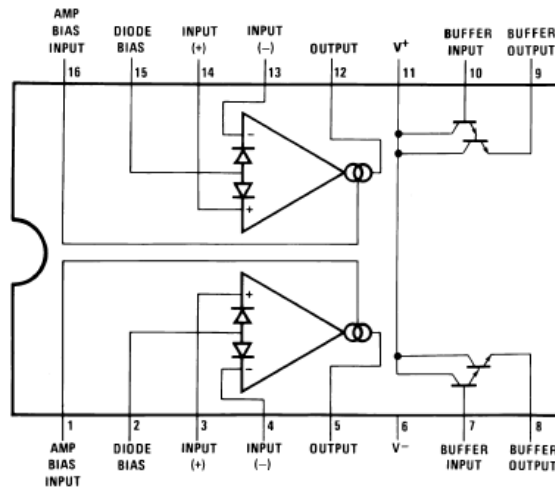 AMP
BIAS
INPUT
DIODE
BIAS
INPUT
(+)
INPUT
(−)
OUTPUT
V+
BUFFER
INPUT
BUFFER
OUTPUT
16 15 14 13 12 11 10 9
−
+
+
−
1 2 3 4 5 6 7 8
AMP
BIAS
INPUT
DIODE
BIAS
INPUT
(+)
INPUT
(−)
OUTPUT
V−
BUFFER
INPUT
BUFFER
OUTPUT